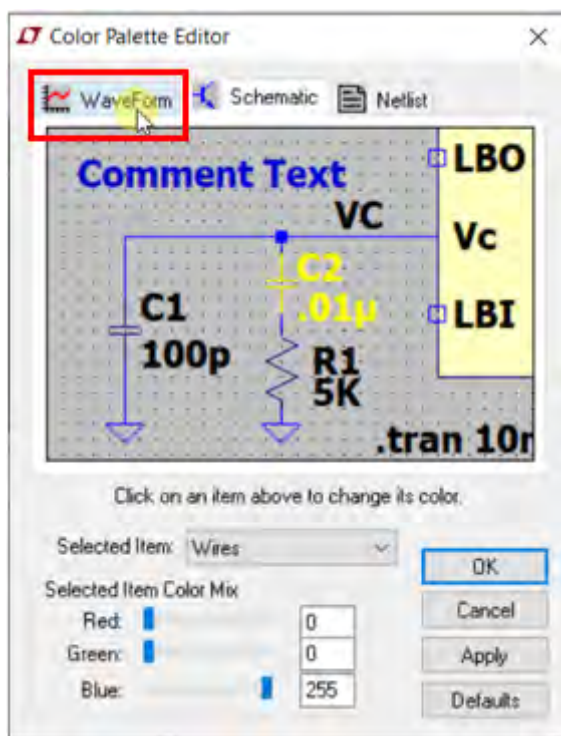 Color Palette Editor
WaveForm Schematic Netlist
Comment Text
LBO
VC
Vc
C2
.01µ
C1
100p
LBI
R1
5K
.tran 10
Click on an item above to change its color.
Selected Item: Wires
OK
Selected Item Color Mix
Red: 0
Cancel
Green: 0
Apply
Blue: 255
Defaults